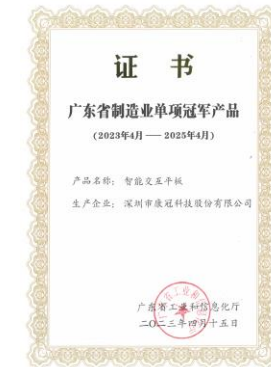 证 书
广东省制造业单项冠军产品
(2023年4月——2025年4月)
产品名称：智能交互平板
生产企业：深圳市康冠科技股份有限公司
广东省工业和信息化厅
二〇二三年四月十五日